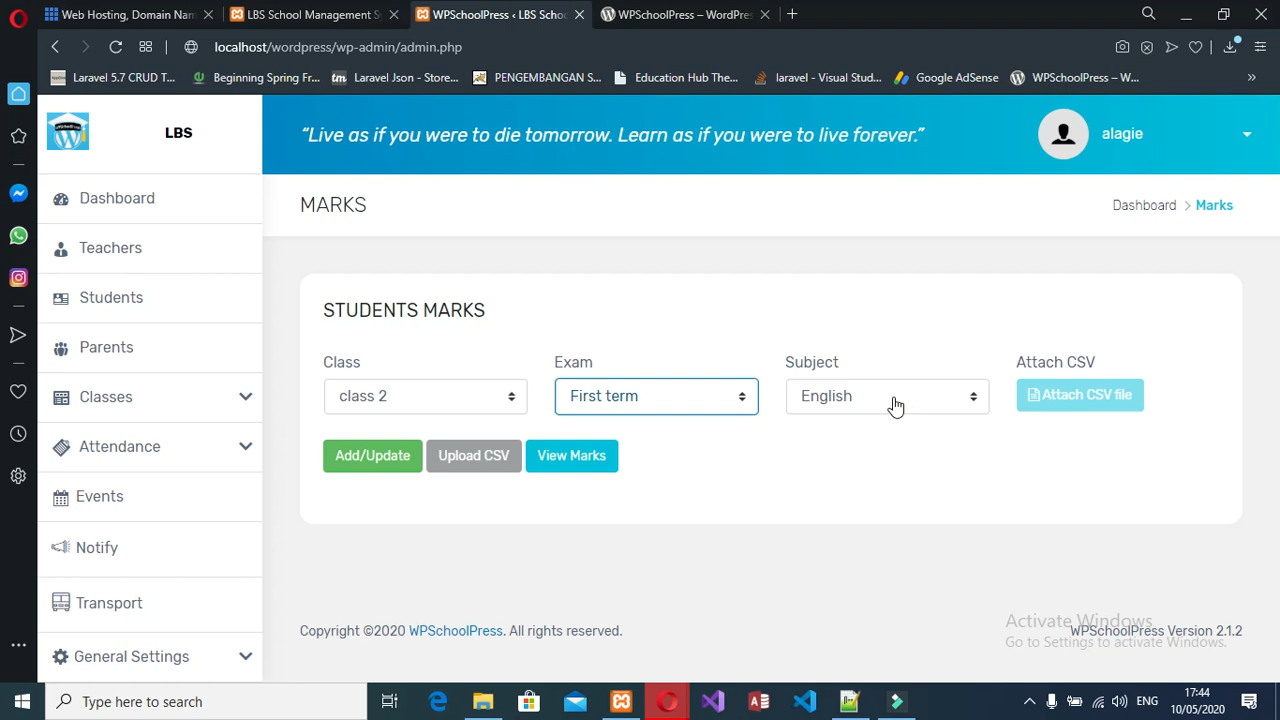 Web Hosting, Domain Nam
LBS School Management Sy
WPSchoolPress ‹ LBS Schoo
WPSchoolPress – WordPres
localhost/wordpress/wp-admin/admin.php
Laravel 5.7 CRUD T...
Beginning Spring Fr...
tm
Laravel Json - Store...
PENGEMBANGAN S...
Education Hub The...
laravel - Visual Stud...
Google AdSense
WPSchoolPress – W...
LBS
“Live as if you were to die tomorrow. Learn as if you were to live forever.”
alagie
MARKS
Dashboard > Marks
Dashboard
Teachers
Students
Parents
Classes
Attendance
Events
Notify
Transport
General Settings
STUDENTS MARKS
Class
Exam
Subject
Attach CSV
class 2
First term
English
Attach CSV file
Add/Update
Upload CSV
View Marks
Copyright ©2020 WPSchoolPress. All rights reserved.
WPSchoolPress Version 2.1.2
Activate Windows
Go to Settings to activate Windows.
Type here to search
ENG
17:44
10/05/2020